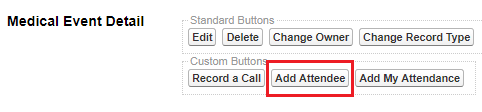 Medical Event Detail
Standard Buttons
Edit Delete Change Owner Change Record Type
Custom Buttons
Record a Call Add Attendee Add My Attendance